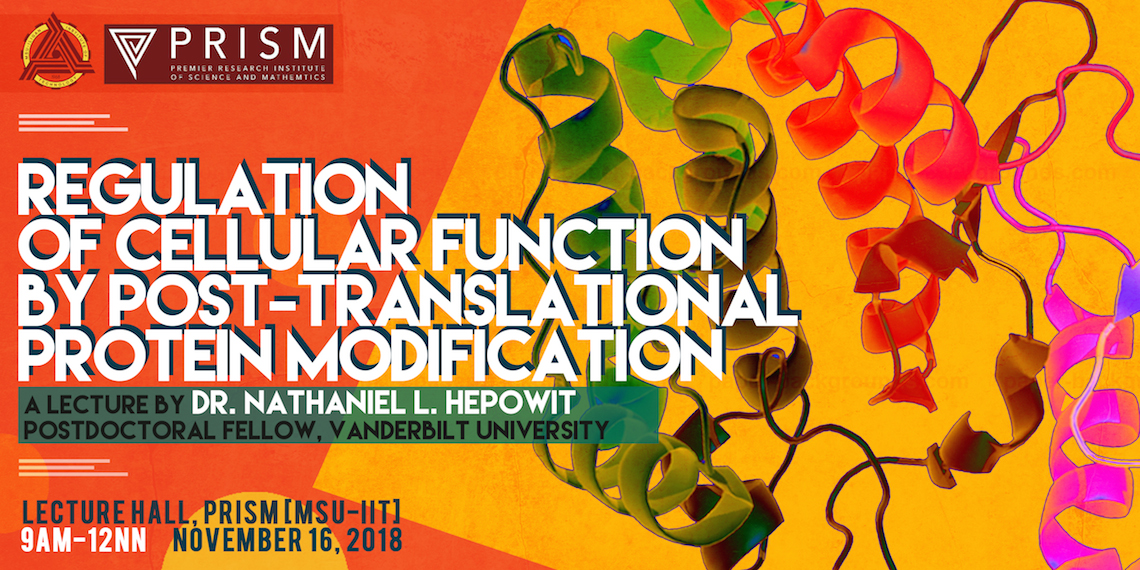 PRISM
PREMIER RESEARCH INSTITUTE
OF SCIENCE AND MATHEMTICS
REGULATION
OF CELLULAR FUNCTION
BY POST-TRANSLATIONAL
PROTEIN MODIFICATION
A LECTURE BY DR. NATHANIEL L. HEPOWIT
POSTDOCTORAL FELLOW, VANDERBILT UNIVERSITY
LECTURE HALL, PRISM [MSU-IIT]
9AM-12NN NOVEMBER 16, 2018